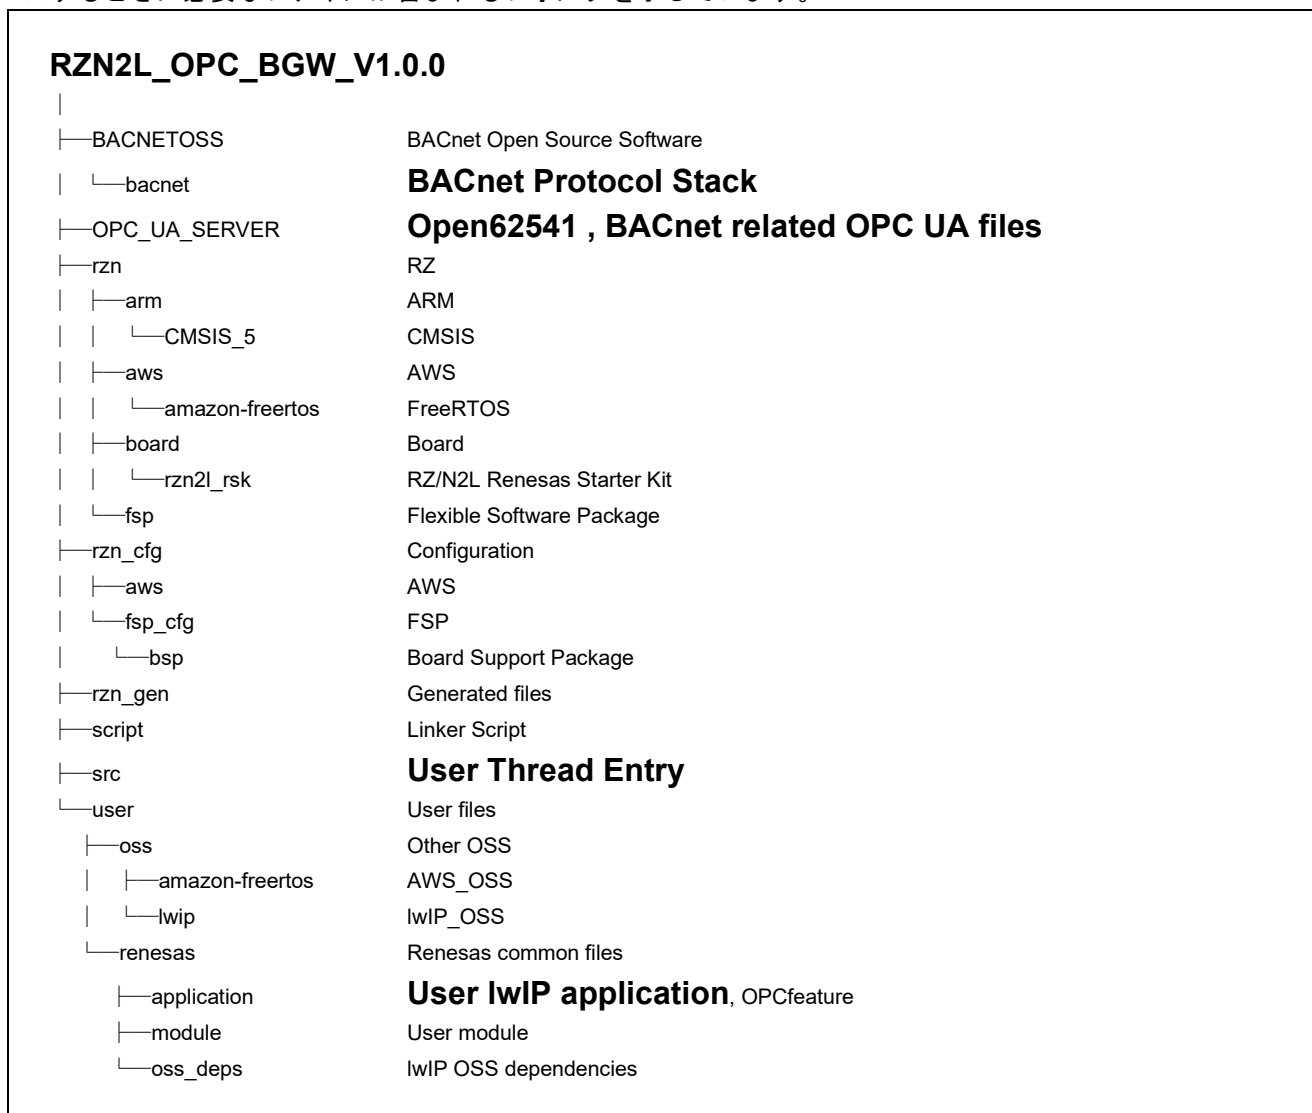 RZN2L_OPC_BGW_V1.0.0
│
├──BACNETOSS BACnet Open Source Software
│ └──bacnet BACnet Protocol Stack
├──OPC_UA_SERVER Open62541 , BACnet related OPC UA files
├──rzn RZ
│ ├──arm ARM
│ │ └──CMSIS_5 CMSIS
│ ├──aws AWS
│ │ └──amazon-freertos FreeRTOS
│ ├──board Board
│ │ └──rzn2l_rsk RZ/N2L Renesas Starter Kit
│ └──fsp Flexible Software Package
├──rzn_cfg Configuration
│ ├──aws AWS
│ └──fsp_cfg FSP
│ └──bsp Board Support Package
├──rzn_gen Generated files
├──script Linker Script
├──src User Thread Entry
└──user User files
├──oss Other OSS
│ ├──amazon-freertos AWS_OSS
│ └──lwip lwIP_OSS
└──renesas Renesas common files
├──application User lwIP application, OPCfeature
├──module User module
└──oss_deps lwIP OSS dependencies